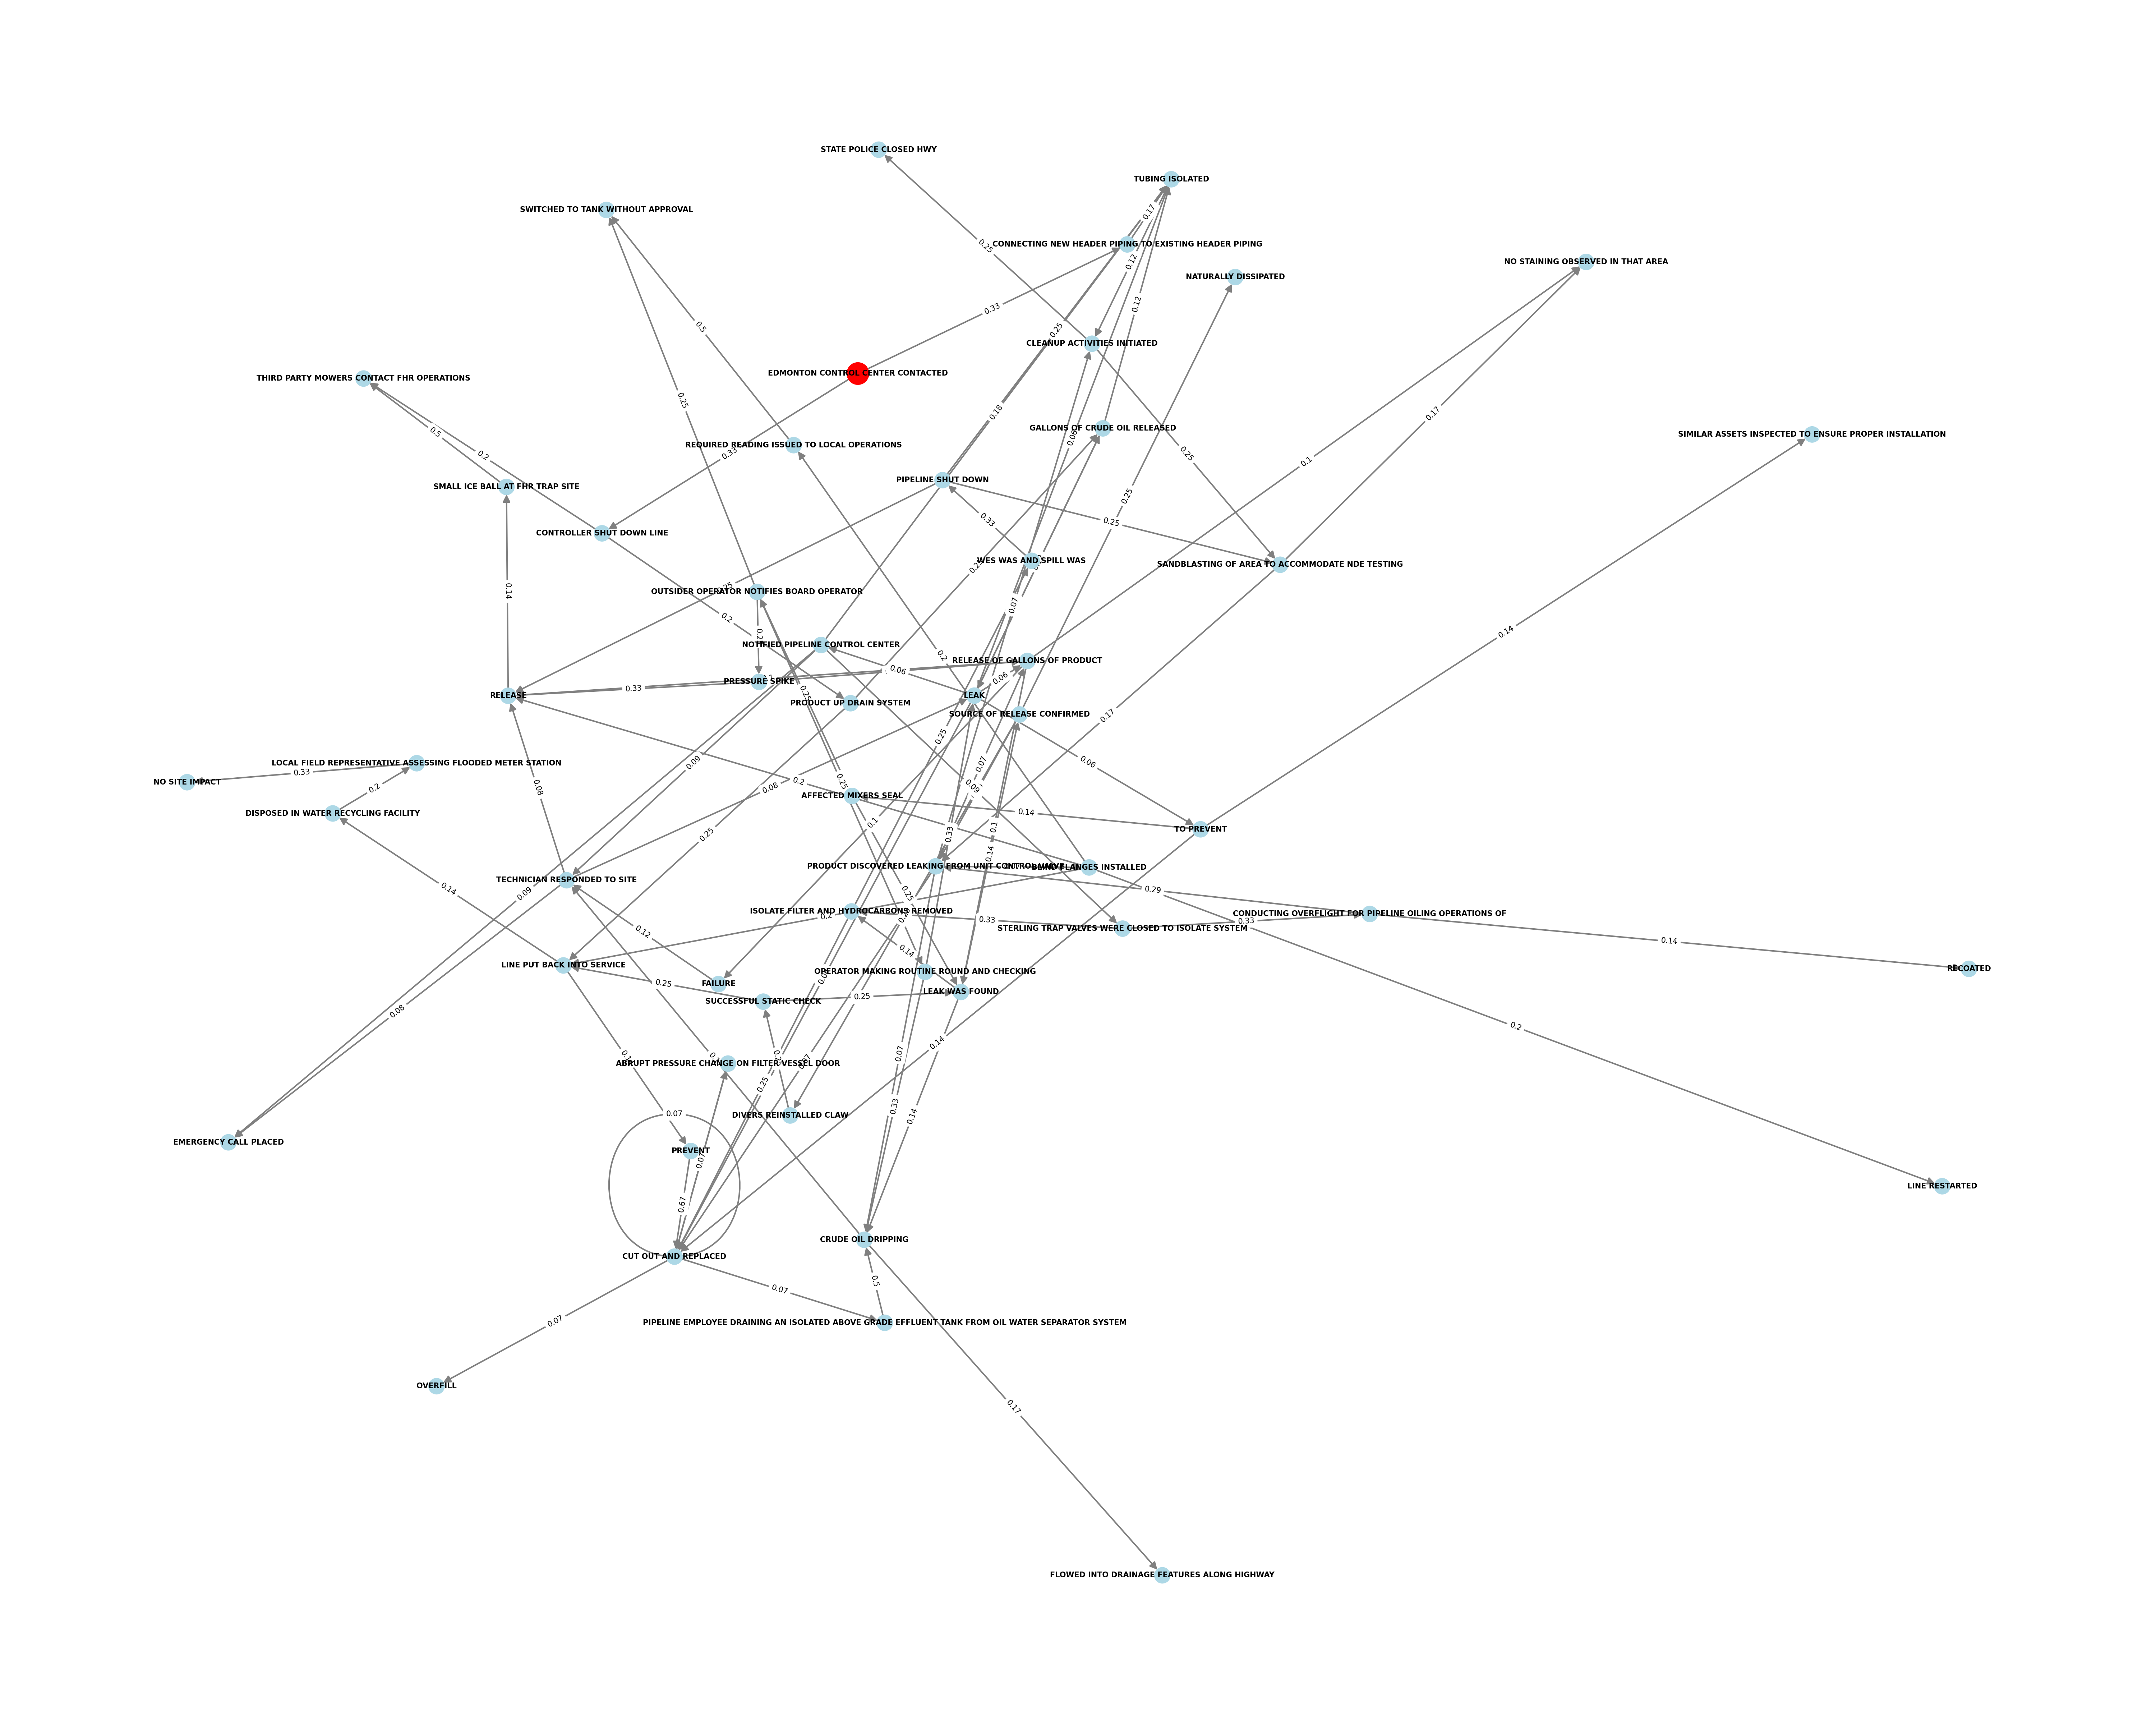 STATE POLICE CLOSED HWY
TUBING ISOLATED
SWITCHED TO TANK WITHOUT APPROVAL
0.17
CONNECTING NEW HEADER PIPING TO EXISTING HEADER PIPING
0.25
0.12
NO STAINING OBSERVED IN THAT AREA
NATURALLY DISSIPATED
0.33
0.12
0.5
0.25
CLEANUP ACTIVITIES INITIATED
EDMONTON CONTROL CENTER CONTACTED
THIRD PARTY MOWERS CONTACT FHR OPERATIONS
0.25
0.18
0.17
GALLONS OF CRUDE OIL RELEASED
0.5
SIMILAR ASSETS INSPECTED TO ENSURE PROPER INSTALLATION
REQUIRED READING ISSUED TO LOCAL OPERATIONS
0.33
0.2
0.25
0.1
PIPELINE SHUT DOWN
SMALL ICE BALL AT FHR TRAP SITE
0.25
0.33
0.25
CONTROLLER SHUT DOWN LINE
WES WAS AND SPILL WAS
SANDBLASTING OF AREA TO ACCOMMODATE NDE TESTING
0.14
OUTSIDER OPERATOR NOTIFIES BOARD OPERATOR
0.07
0.2
0.14
NOTIFIED PIPELINE CONTROL CENTER
0.2
RELEASE OF GALLONS OF PRODUCT
0.06
0.06
PRESSURE SPIKE
0.33
RELEASE
LEAK
PRODUCT UP DRAIN SYSTEM
SOURCE OF RELEASE CONFIRMED
0.17
0.25
0.25
0.09
0.06
0.07
LOCAL FIELD REPRESENTATIVE ASSESSING FLOODED METER STATION
0.33
NO SITE IMPACT
0.2
0.2
0.25
0.08
0.08
0.09
AFFECTED MIXERS SEAL
DISPOSED IN WATER RECYCLING FACILITY
0.14
0.1
0.1
TO PREVENT
0.25
0.33
0.14
PRODUCT DISCOVERED LEAKING FROM UNIT CONTROL VALVE
BLIND FLANGES INSTALLED
TECHNICIAN RESPONDED TO SITE
0.14
0.09
0.25
0.29
ISOLATE FILTER AND HYDROCARBONS REMOVED
0.2
0.33
0.33
CONDUCTING OVERFLIGHT FOR PIPELINE OILING OPERATIONS OF
STERLING TRAP VALVES WERE CLOSED TO ISOLATE SYSTEM
0.12
0.14
0.14
LINE PUT BACK INTO SERVICE
RECOATED
OPERATOR MAKING ROUTINE ROUND AND CHECKING
0.25
FAILURE
LEAK WAS FOUND
0.25
SUCCESSFUL STATIC CHECK
0.08
0.2
0.14
0.07
ABRUPT PRESSURE CHANGE ON FILTER VESSEL DOOR
0.25
0.33
0.07
DIVERS REINSTALLED CLAW
0.14
EMERGENCY CALL PLACED
PREVENT
LINE RESTARTED
0.67
CRUDE OIL DRIPPING
CUT OUT AND REPLACED
0.5
0.07
0.07
PIPELINE EMPLOYEE DRAINING AN ISOLATED ABOVE GRADE EFFLUENT TANK FROM OIL WATER SEPARATOR SYSTEM
OVERFILL
0.17
FLOWED INTO DRAINAGE FEATURES ALONG HIGHWAY